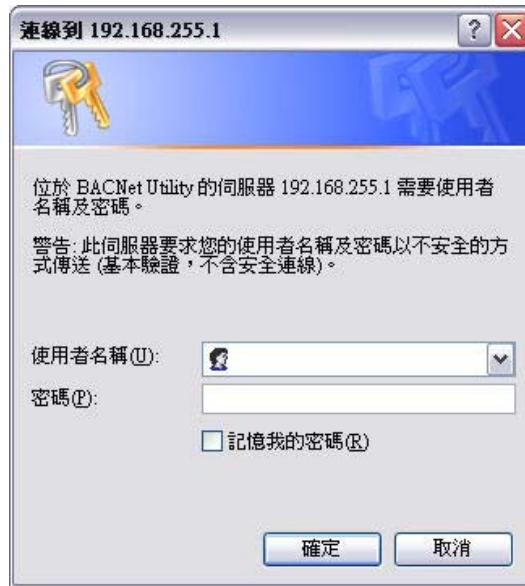 連線到 192.168.255.1
位於 BACNet Utility 的伺服器 192.168.255.1 需要使用者
名稱及密碼。
警告: 此伺服器要求您的使用者名稱及密碼以不安全的方
式傳送 (基本驗證，不含安全連線)。
使用者名稱(U):
密碼(P):
記憶我的密碼(R)
確定
取消